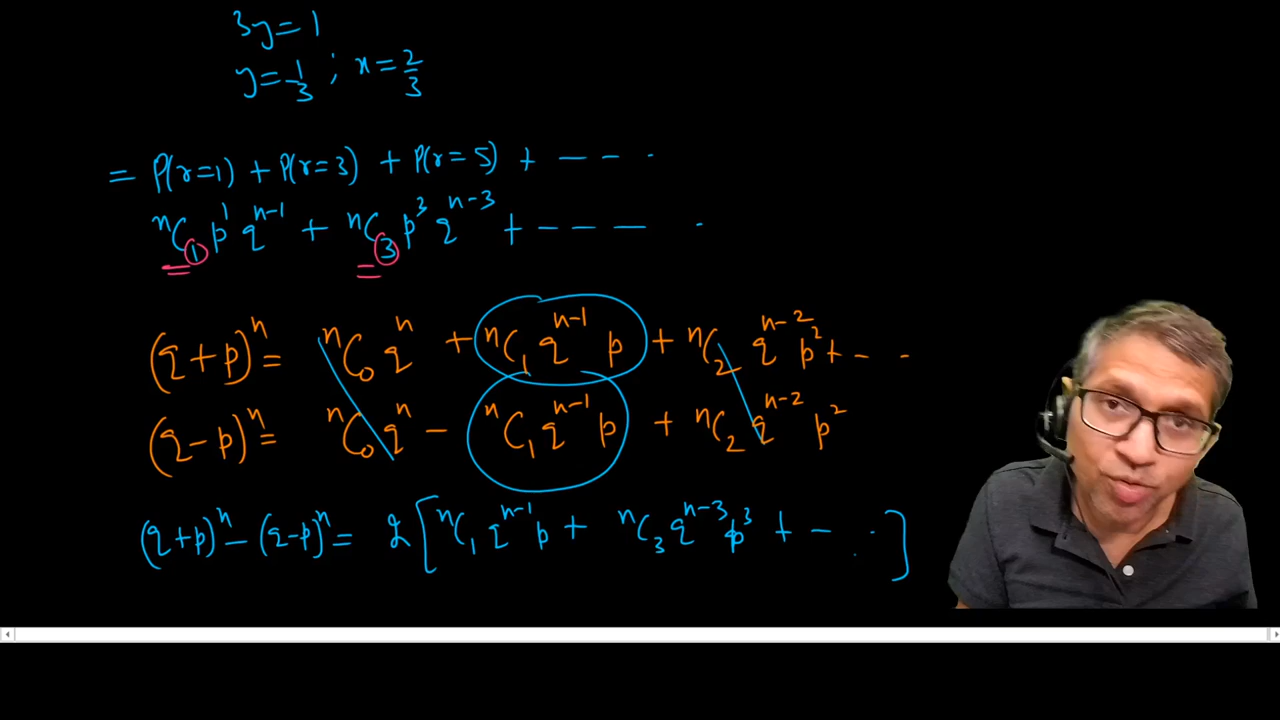 3y = 1
y = 1/3 ; x = 2/3
= P(r=1) + P(r=3) + P(r=5) + - - - .
ⁿC₁ p¹ qⁿ⁻¹ + ⁿC₃ p³ qⁿ⁻³ + - - - .
(q+p)ⁿ = ⁿC₀ qⁿ + ⁿC₁ qⁿ⁻¹ p + ⁿC₂ qⁿ⁻² p² + - - .
(q-p)ⁿ = ⁿC₀ qⁿ - ⁿC₁ qⁿ⁻¹ p + ⁿC₂ qⁿ⁻² p²
(q+p)ⁿ - (q-p)ⁿ = 2[ⁿC₁ qⁿ⁻¹ p + ⁿC₃ qⁿ⁻³ p³ + - . . ]